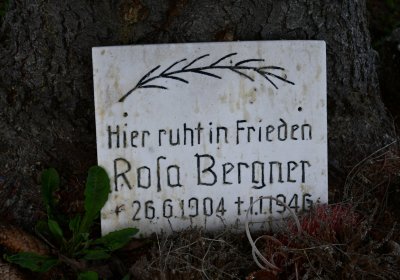 Hier ruht in Frieden
Roſa Bergner
* 26.6.1904 † 1.1.1946